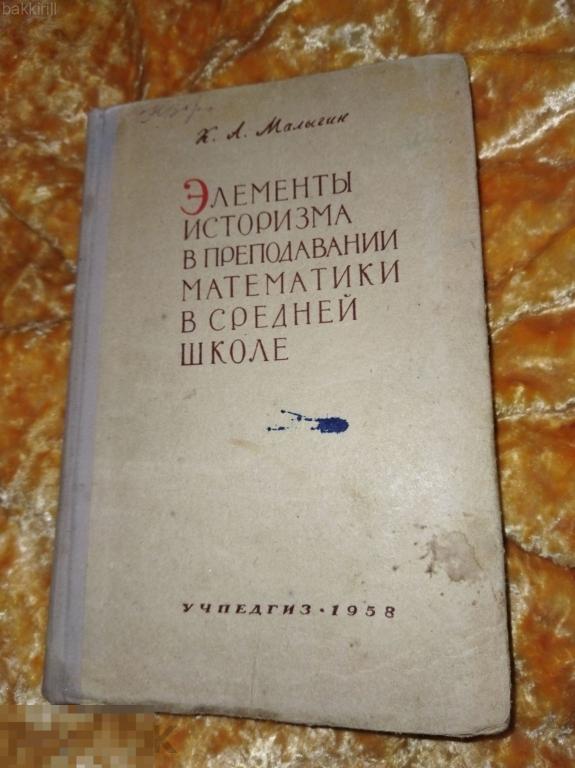 bakkirill
К. А. Малыгин
ЭЛЕМЕНТЫ
ИСТОРИЗМА
В ПРЕПОДАВАНИИ
МАТЕМАТИКИ
В СРЕДНЕЙ
ШКОЛЕ
УЧПЕДГИЗ · 1958